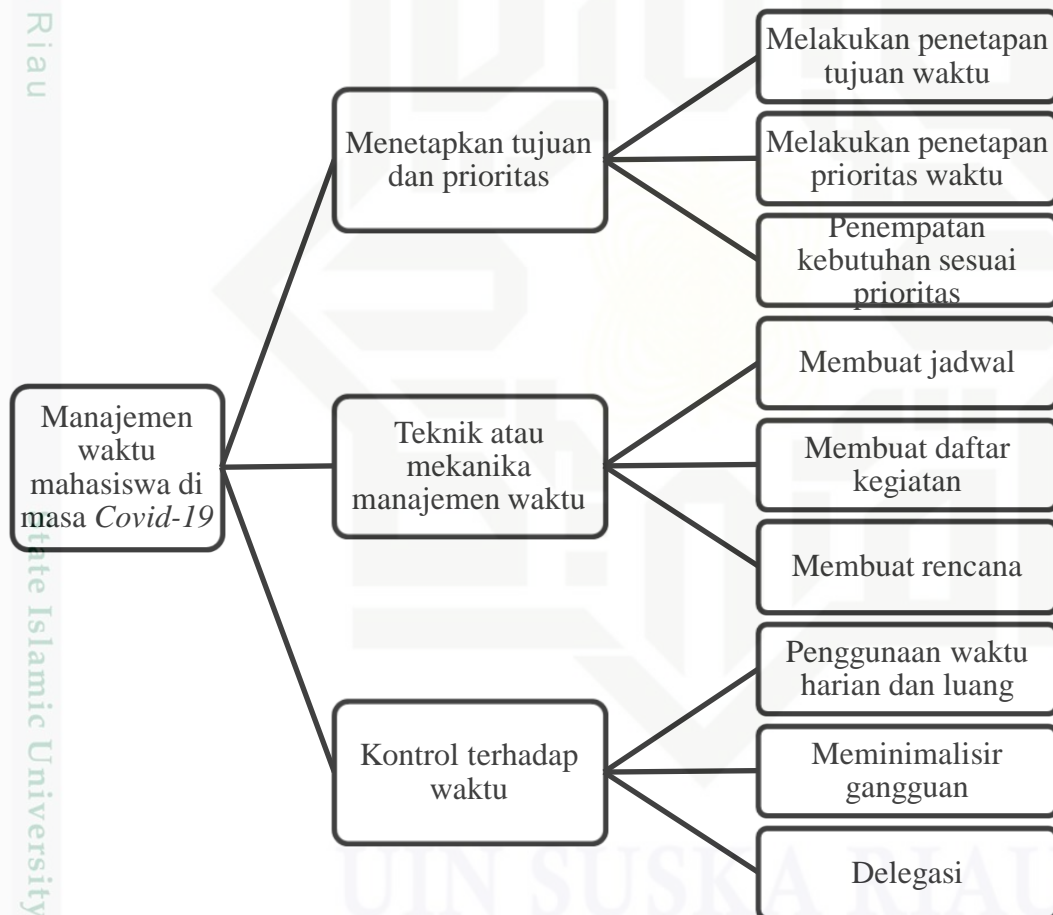 Riau
State Islamic University
Manajemen
waktu
mahasiswa di
masa Covid-19
Menetapkan tujuan
dan prioritas
Melakukan penetapan
tujuan waktu
Melakukan penetapan
prioritas waktu
Penempatan
kebutuhan sesuai
prioritas
Teknik atau
mekanika
manajemen waktu
Membuat jadwal
Membuat daftar
kegiatan
Membuat rencana
Kontrol terhadap
waktu
Penggunaan waktu
harian dan luang
Meminimalisir
gangguan
Delegasi
UIN SUSKA RIAU